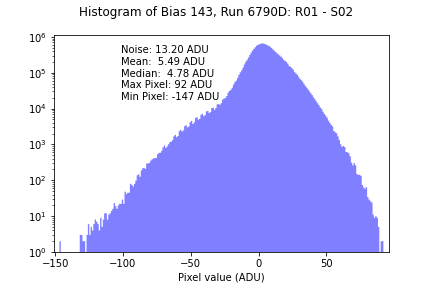 Histogram of Bias 143, Run 6790D: R01 - S02
10⁶
10⁵
10⁴
10³
10²
10¹
10⁰
Noise: 13.20 ADU
Mean:  5.49 ADU
Median:  4.78 ADU
Max Pixel: 92 ADU
Min Pixel: -147 ADU
−150 −100 −50 0 50
Pixel value (ADU)